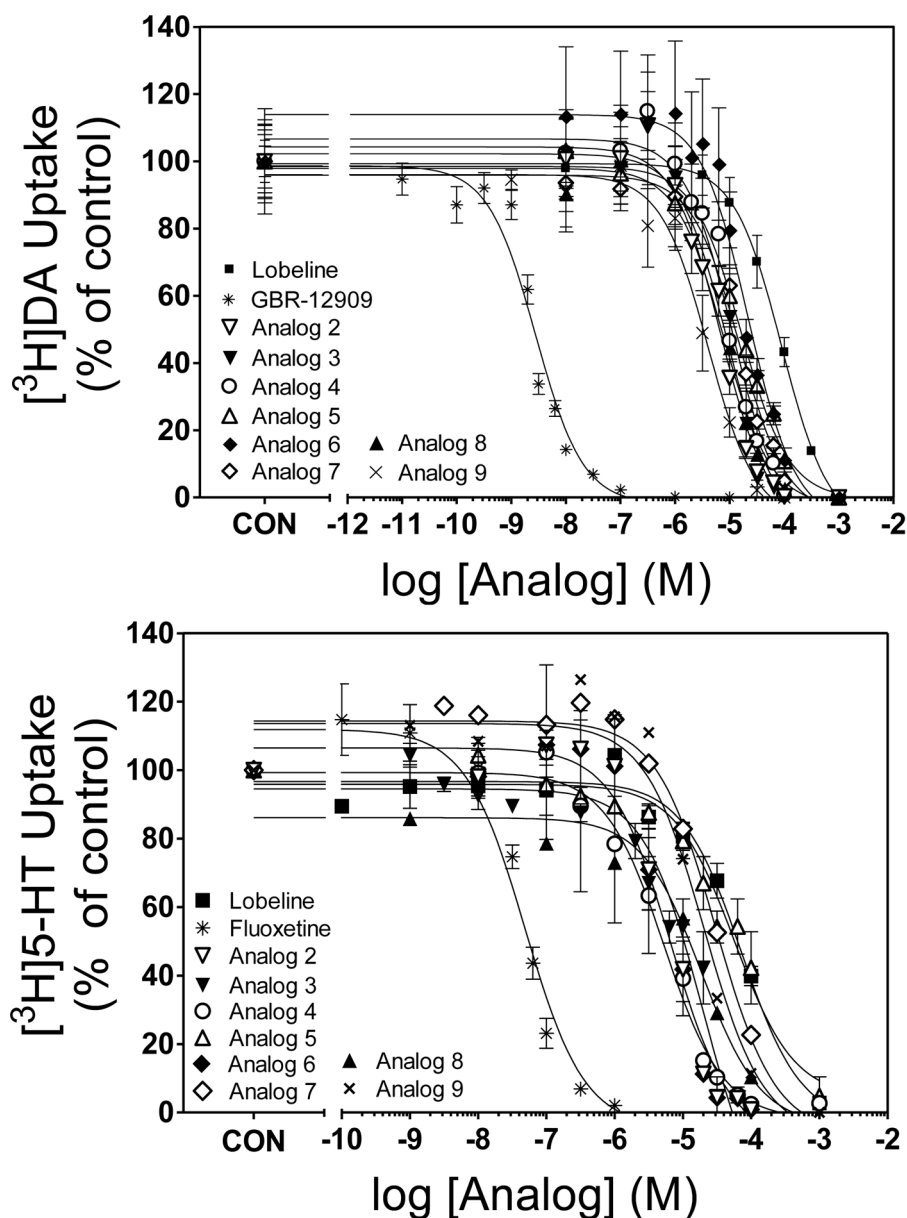 140
120
100
80
60
40
20
0
[³H]DA Uptake
(% of control)
Lobeline
GBR-12909
Analog 2
Analog 3
Analog 4
Analog 5
Analog 6
Analog 7
Analog 8
Analog 9
CON -12 -11 -10 -9 -8 -7 -6 -5 -4 -3 -2
log [Analog] (M)
140
120
100
80
60
40
20
0
[³H]5-HT Uptake
(% of control)
Lobeline
Fluoxetine
Analog 2
Analog 3
Analog 4
Analog 5
Analog 6
Analog 7
Analog 8
Analog 9
CON -10 -9 -8 -7 -6 -5 -4 -3 -2
log [Analog] (M)